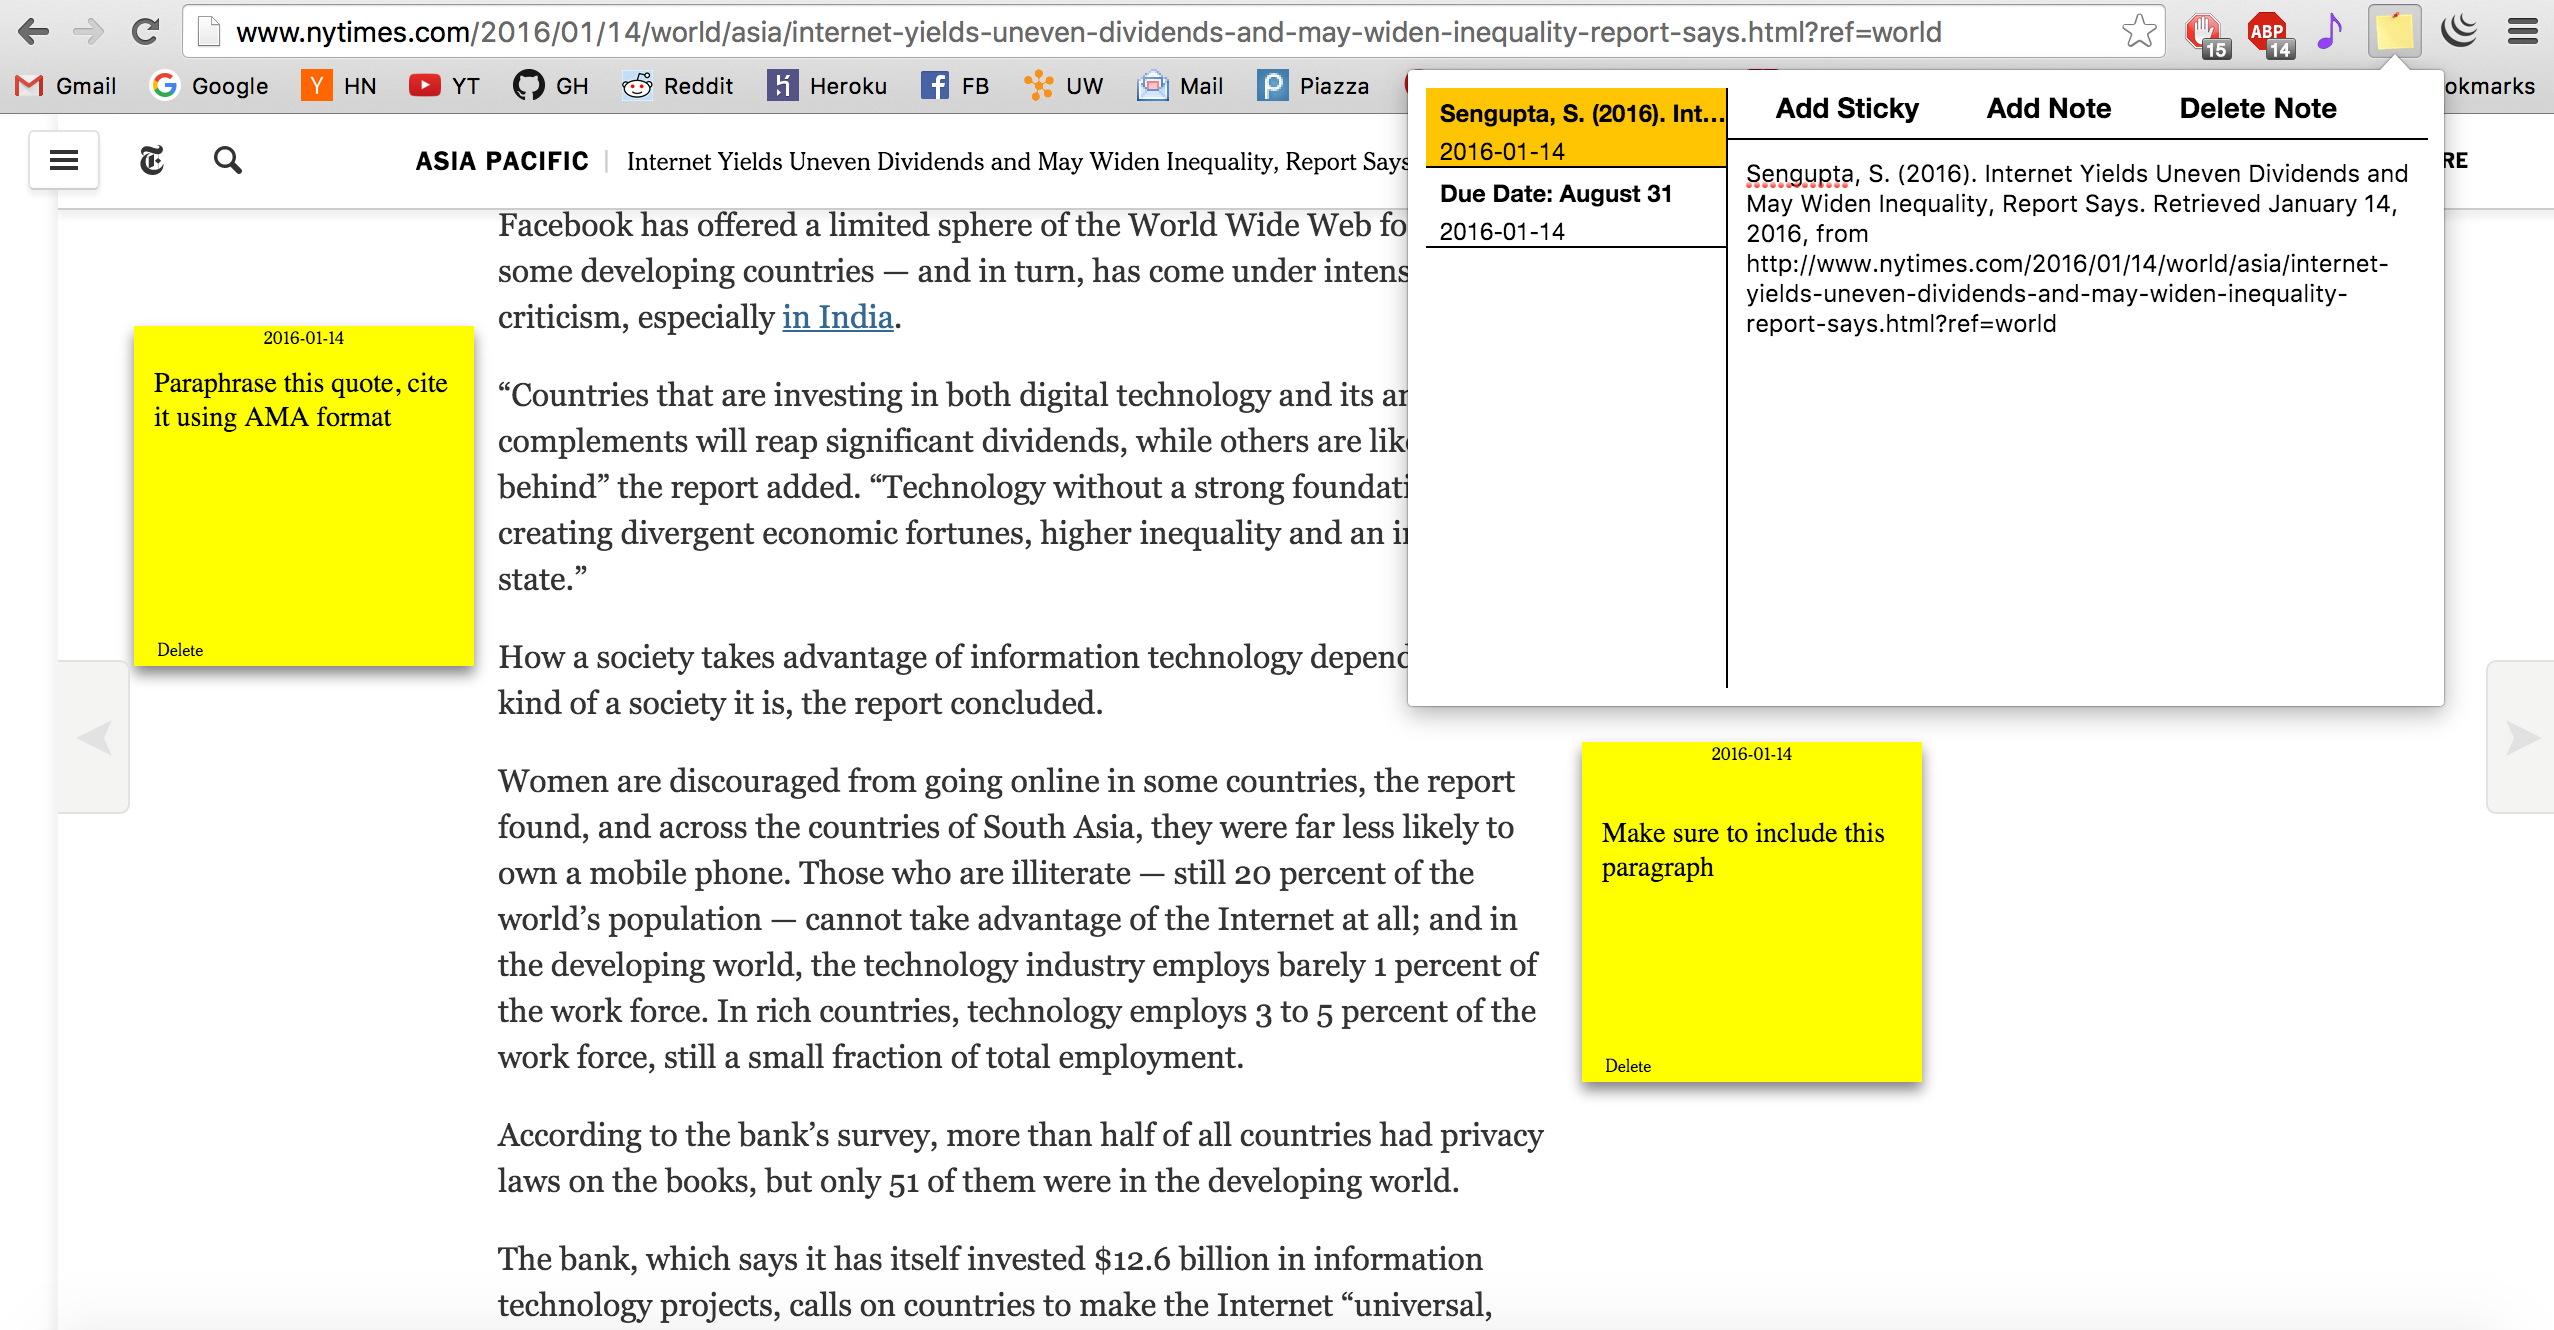 www.nytimes.com/2016/01/14/world/asia/internet-yields-uneven-dividends-and-may-widen-inequality-report-says.html?ref=world
15
ABP
14
Gmail
Google
HN
YT
GH
Reddit
Heroku
FB
UW
Mail
Piazza
okmarks
ASIA PACIFIC
Internet Yields Uneven Dividends and May Widen Inequality, Report Says
RE
Sengupta, S. (2016). Int...
2016-01-14
Due Date: August 31
2016-01-14
Add Sticky
Add Note
Delete Note
Sengupta, S. (2016). Internet Yields Uneven Dividends and
May Widen Inequality, Report Says. Retrieved January 14,
2016, from
http://www.nytimes.com/2016/01/14/world/asia/internet-
yields-uneven-dividends-and-may-widen-inequality-
report-says.html?ref=world
2016-01-14
Paraphrase this quote, cite
it using AMA format
Delete
Facebook has offered a limited sphere of the World Wide Web fo
some developing countries — and in turn, has come under intens
criticism, especially in India.
“Countries that are investing in both digital technology and its an
complements will reap significant dividends, while others are like
behind” the report added. “Technology without a strong foundati
creating divergent economic fortunes, higher inequality and an in
state.”
How a society takes advantage of information technology depend
kind of a society it is, the report concluded.
Women are discouraged from going online in some countries, the report
found, and across the countries of South Asia, they were far less likely to
own a mobile phone. Those who are illiterate — still 20 percent of the
world’s population — cannot take advantage of the Internet at all; and in
the developing world, the technology industry employs barely 1 percent of
the work force. In rich countries, technology employs 3 to 5 percent of the
work force, still a small fraction of total employment.
According to the bank’s survey, more than half of all countries had privacy
laws on the books, but only 51 of them were in the developing world.
The bank, which says it has itself invested $12.6 billion in information
technology projects, calls on countries to make the Internet “universal,
2016-01-14
Make sure to include this
paragraph
Delete